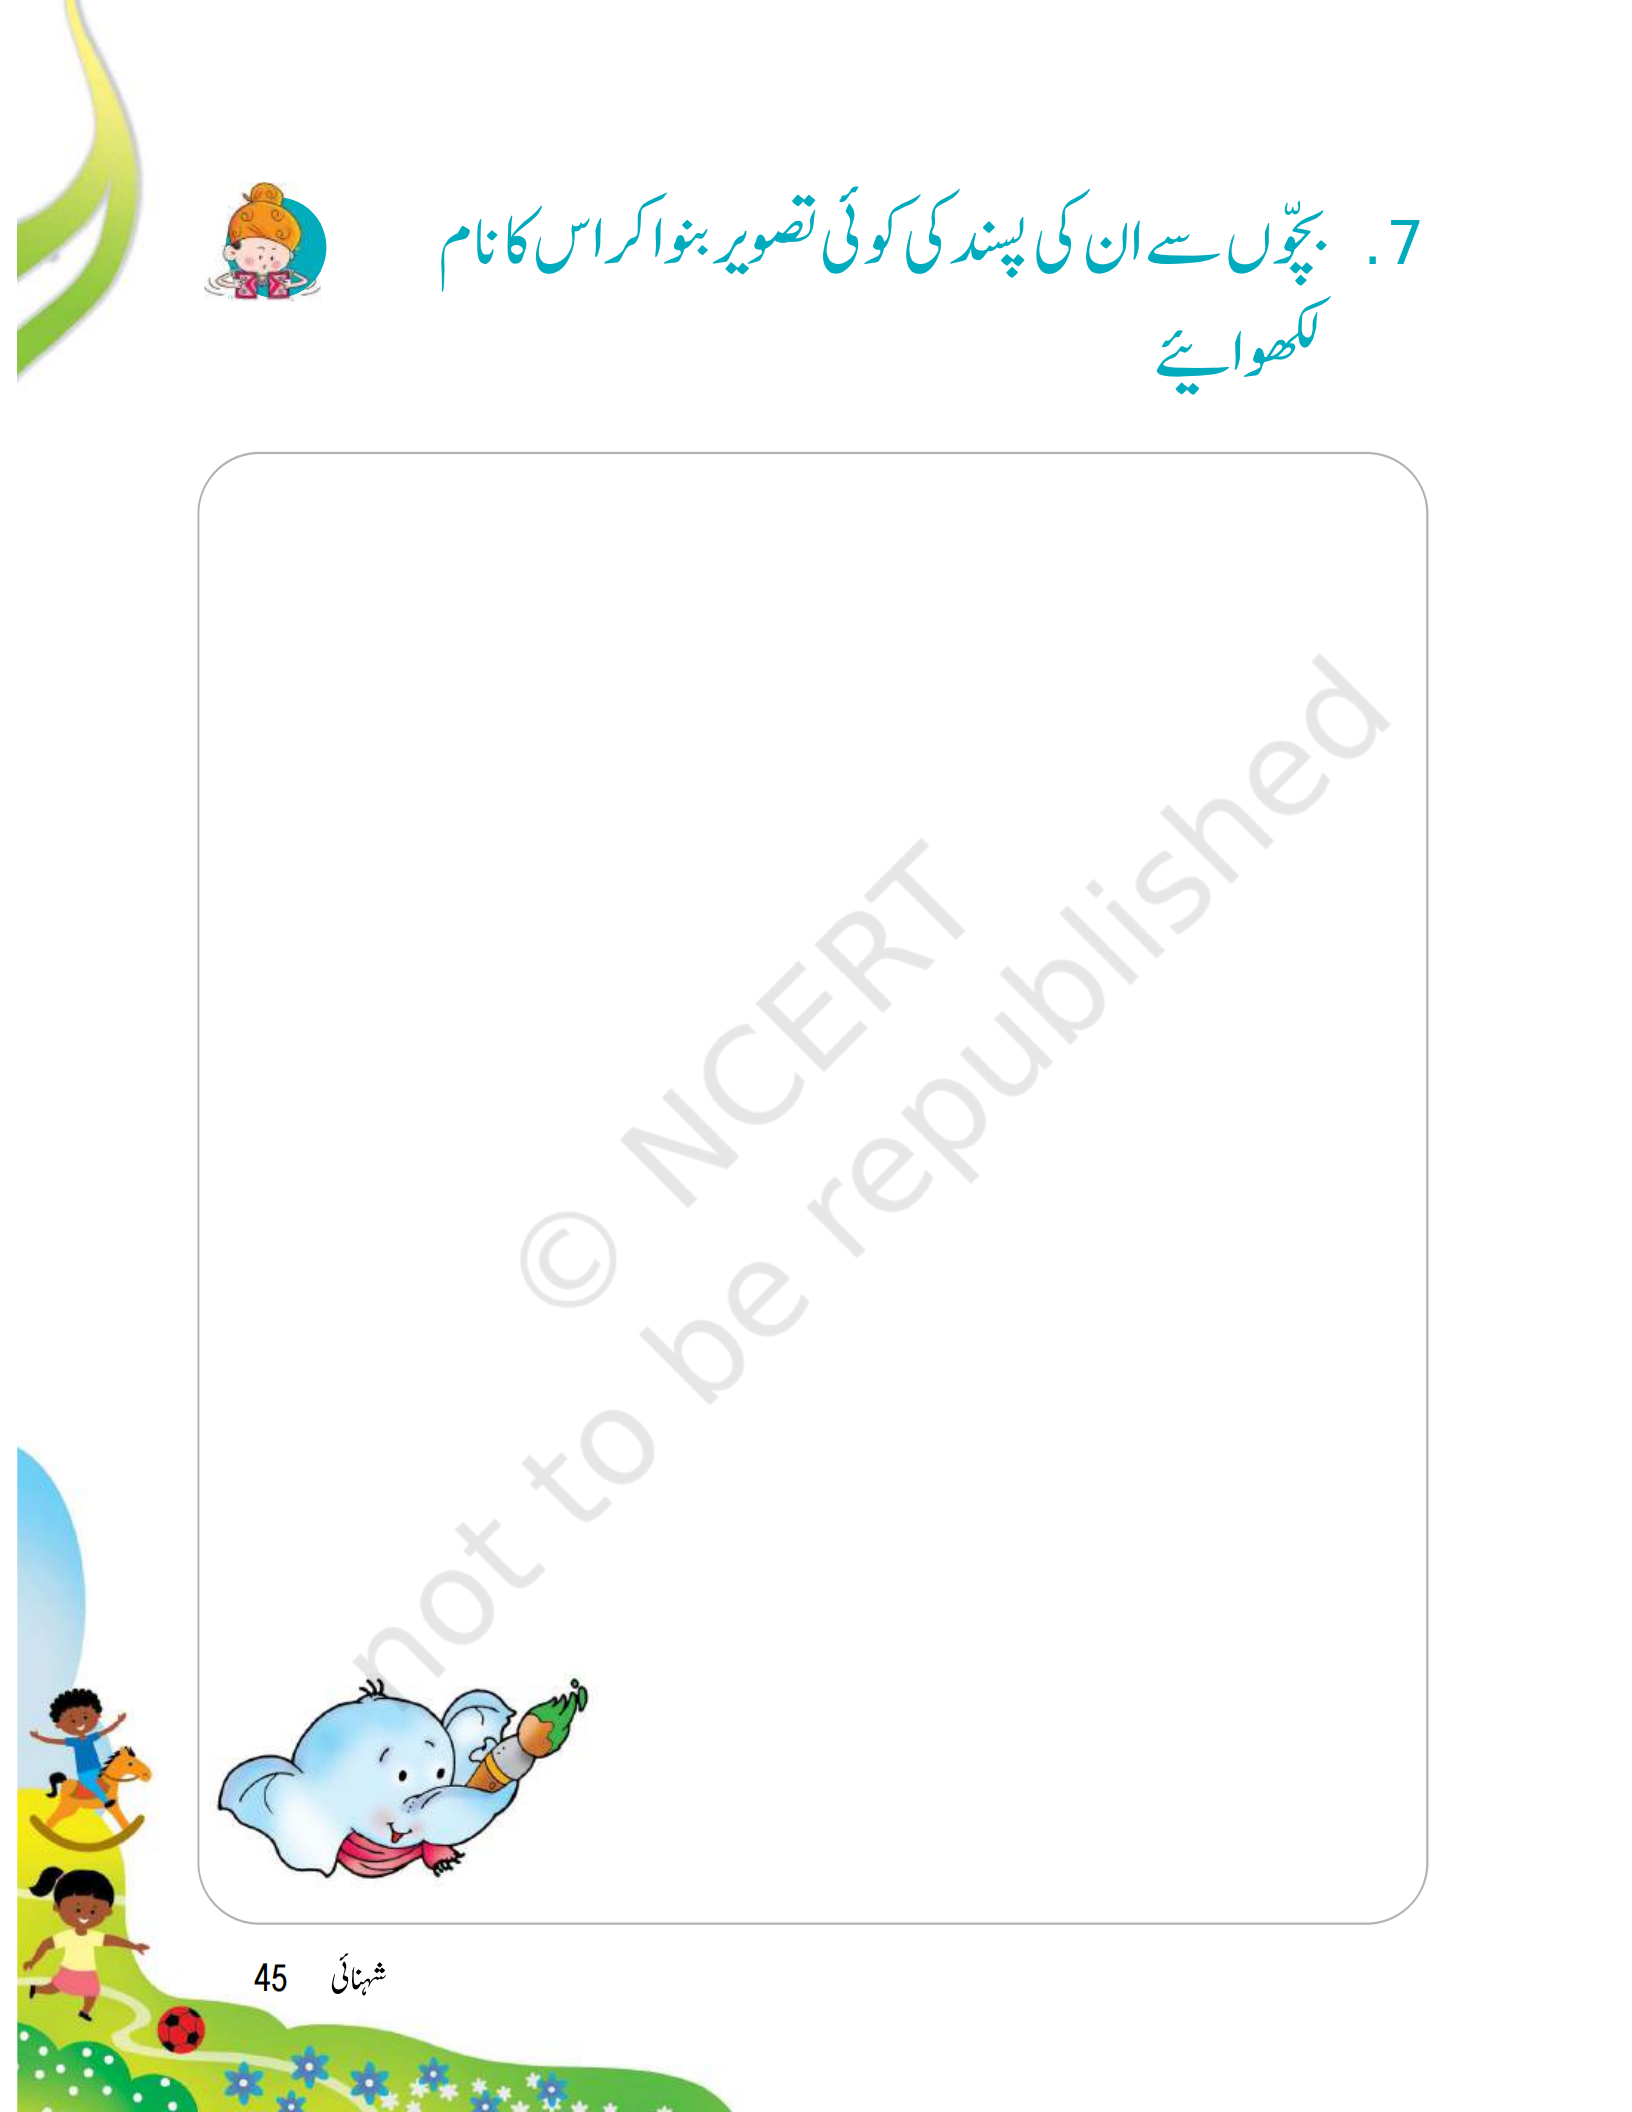 7. بچّوں سے ان کی پسند کی کوئی تصویر بنوا کر اس کا نام
لکھوایئے
© NCERT
not to be republished
45 شہنائی